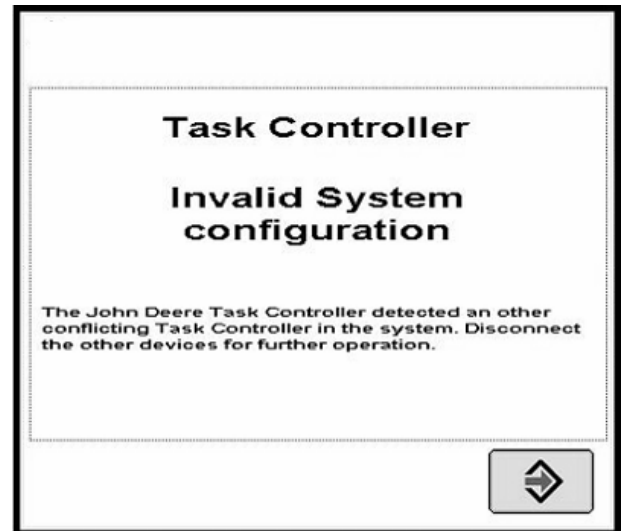 Task Controller
Invalid System
configuration
The John Deere Task Controller detected an other
conflicting Task Controller in the system. Disconnect
the other devices for further operation.